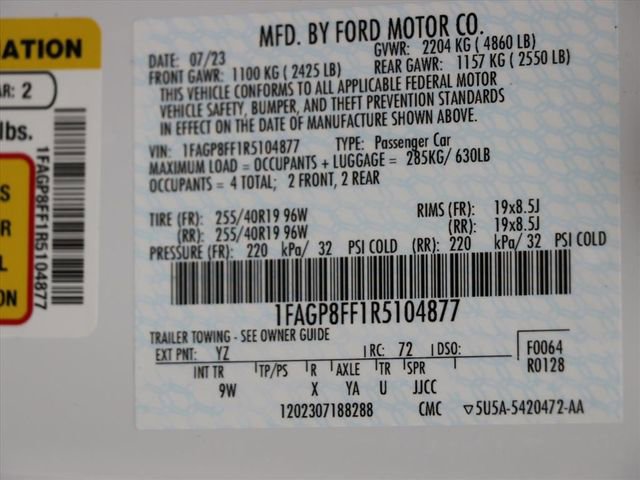 MFD. BY FORD MOTOR CO.
DATE: 07/23 GVWR: 2204 KG ( 4860 LB)
FRONT GAWR: 1100 KG ( 2425 LB) REAR GAWR: 1157 KG ( 2550 LB)
THIS VEHICLE CONFORMS TO ALL APPLICABLE FEDERAL MOTOR
VEHICLE SAFETY, BUMPER, AND THEFT PREVENTION STANDARDS
IN EFFECT ON THE DATE OF MANUFACTURE SHOWN ABOVE.
VIN: 1FAGP8FF1R5104877 TYPE: Passenger Car
MAXIMUM LOAD = OCCUPANTS + LUGGAGE = 285KG/ 630LB
OCCUPANTS = 4 TOTAL; 2 FRONT, 2 REAR
TIRE (FR): 255/40R19 96W RIMS (FR): 19x8.5J
(RR): 255/40R19 96W (RR): 19x8.5J
PRESSURE (FR): 220 kPa/ 32 PSI COLD (RR): 220 kPa/ 32 PSI COLD
1FAGP8FF1R5104877
TRAILER TOWING - SEE OWNER GUIDE
EXT PNT: YZ RC: 72 DSO: F0064
INT TR TP/PS R AXLE TR SPR R0128
9W X YA U JJCC
1202307188288 CMC ▽5U5A-5420472-AA
MATION
AR: 2
lbs.
S
R
L
ON
1FAGP8FF1R5104877